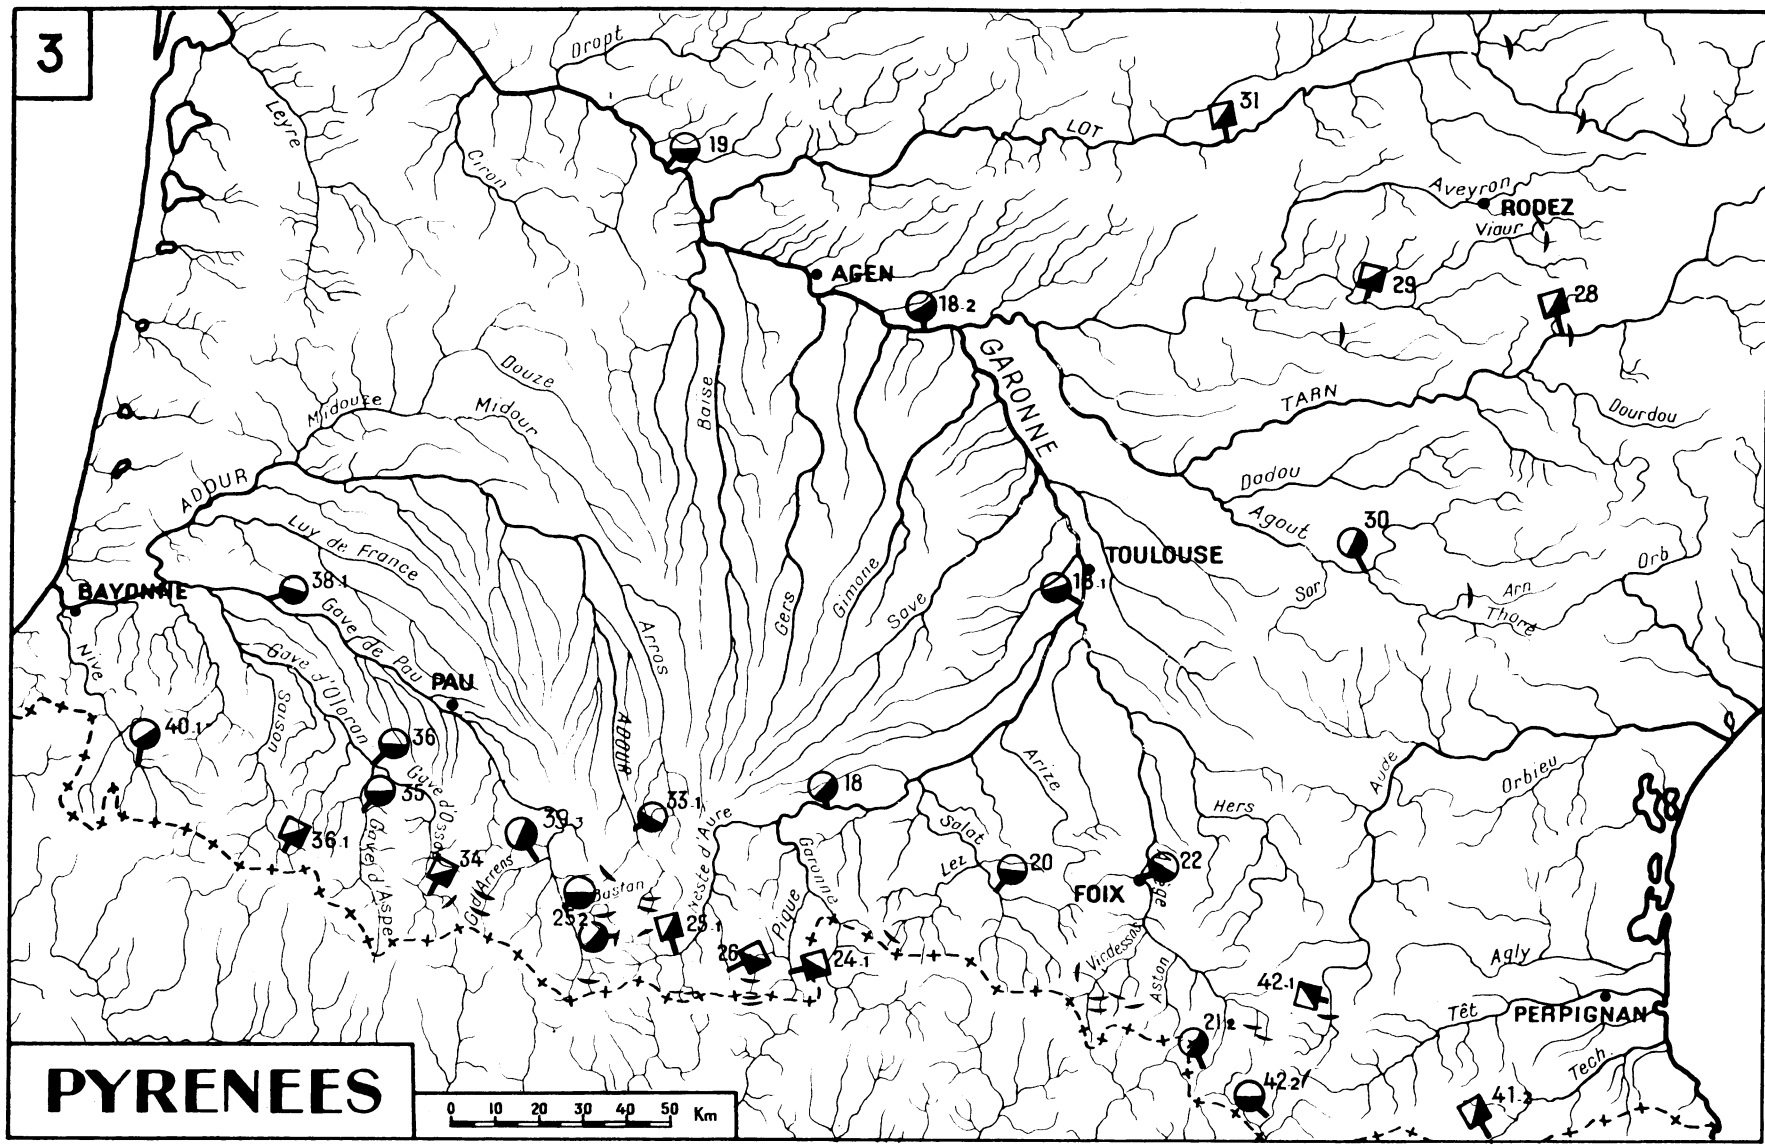 3
Dropt
Leyre
Ciron
19
31
LOT
Aveyron
RODEZ
Viaur
AGEN
18.2
29
28
GARONNE
Douze
Midouze
Midour
Baïse
TARN
Dourdou
ADOUR
Dadou
Agout
30
Luy de France
TOULOUSE
18.1
Orb
Arn
Thoré
Sor
38.1
BAYONNE
Gave de Pau
Gers
Gimone
Save
Arros
Nive
Gave d'Oloron
Saison
PAU
ADOUR
40.1
36
35
Gave d'Ossau
Gave d'Aspe
36.1
34
G. d'Arrens
33.1
Neste d'Aure
18
Garonne
Salat
Lez
20
Arize
Hers
22
FOIX
Aude
Orbieu
Bastan
25.2
25.1
26
Pique
24.1
Vicdessos
Aston
Agly
42.1
Têt
PERPIGNAN
21.2
Tech.
42.2
41.2
PYRENEES
0 10 20 30 40 50 Km